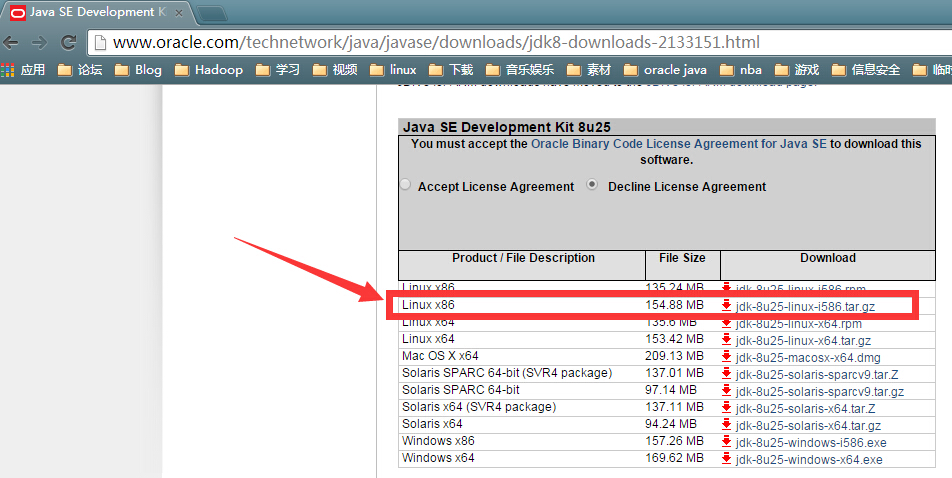 Java SE Development Ki
www.oracle.com/technetwork/java/javase/downloads/jdk8-downloads-2133151.html
应用 论坛 Blog Hadoop 学习 视频 linux 下载 音乐娱乐 素材 oracle java nba 游戏 信息安全 临时
Java SE Development Kit 8u25
You must accept the Oracle Binary Code License Agreement for Java SE to download this
software.
Accept License Agreement Decline License Agreement
Product / File Description File Size Download
Linux x86 135.24 MB jdk-8u25-linux-i586.rpm
Linux x86 154.88 MB jdk-8u25-linux-i586.tar.gz
Linux x64 135.6 MB jdk-8u25-linux-x64.rpm
Linux x64 153.42 MB jdk-8u25-linux-x64.tar.gz
Mac OS X x64 209.13 MB jdk-8u25-macosx-x64.dmg
Solaris SPARC 64-bit (SVR4 package) 137.01 MB jdk-8u25-solaris-sparcv9.tar.Z
Solaris SPARC 64-bit 97.14 MB jdk-8u25-solaris-sparcv9.tar.gz
Solaris x64 (SVR4 package) 137.11 MB jdk-8u25-solaris-x64.tar.Z
Solaris x64 94.24 MB jdk-8u25-solaris-x64.tar.gz
Windows x86 157.26 MB jdk-8u25-windows-i586.exe
Windows x64 169.62 MB jdk-8u25-windows-x64.exe